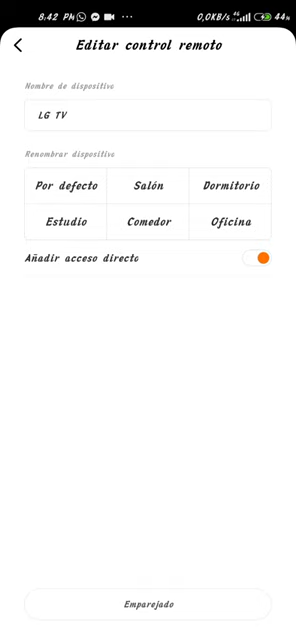 8:42 PM ... 0,0KB/s 4G 44%
Editar control remoto
Nombre de dispositivo
LG TV
Renombrar dispositivo
Por defecto Salón Dormitorio
Estudio Comedor Oficina
Añadir acceso directo
Emparejado